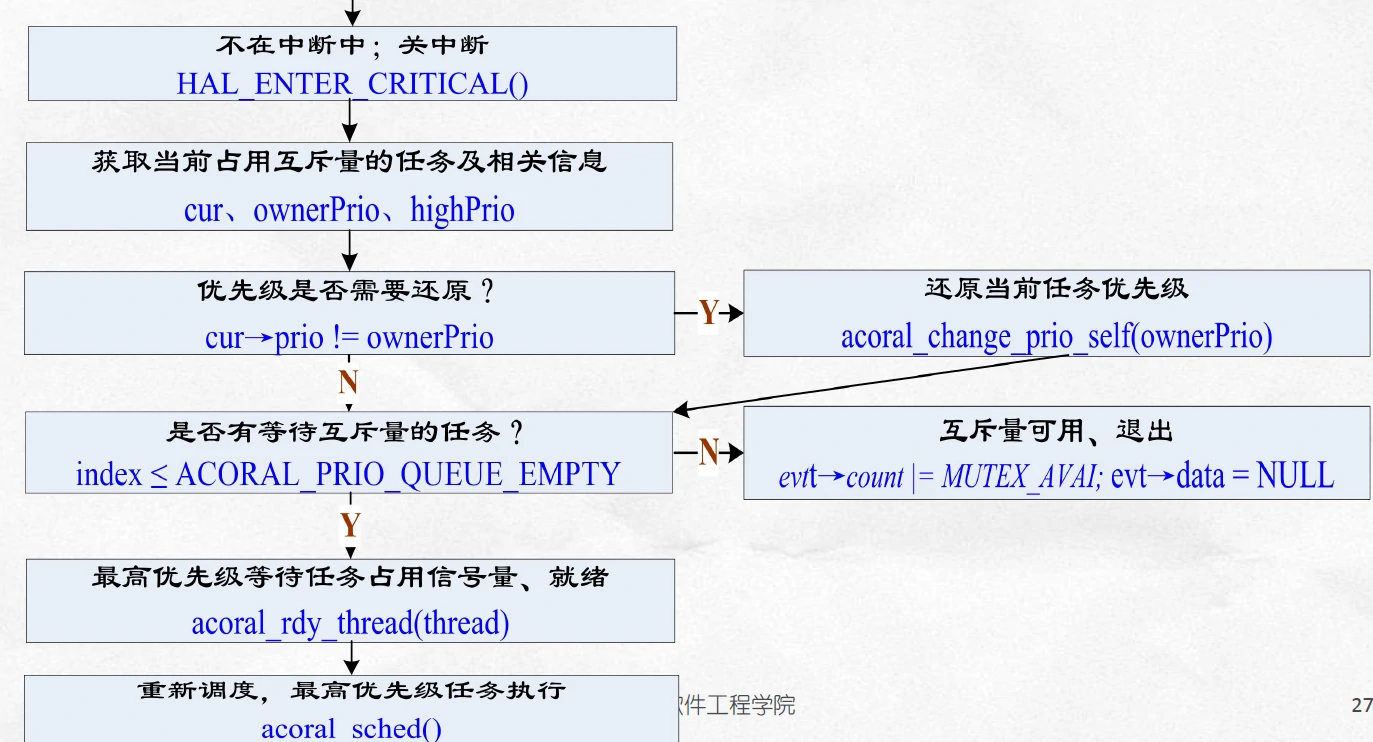 不在中断中；关中断
HAL_ENTER_CRITICAL()
获取当前占用互斥量的任务及相关信息
cur、ownerPrio、highPrio
优先级是否需要还原？
cur→prio != ownerPrio
Y
还原当前任务优先级
acoral_change_prio_self(ownerPrio)
N
是否有等待互斥量的任务？
index ≤ ACORAL_PRIO_QUEUE_EMPTY
N
互斥量可用、退出
evtt→count |= MUTEX_AVAI; evt→data = NULL
Y
最高优先级等待任务占用信号量、就绪
acoral_rdy_thread(thread)
重新调度，最高优先级任务执行
acoral_sched()
件工程学院
27